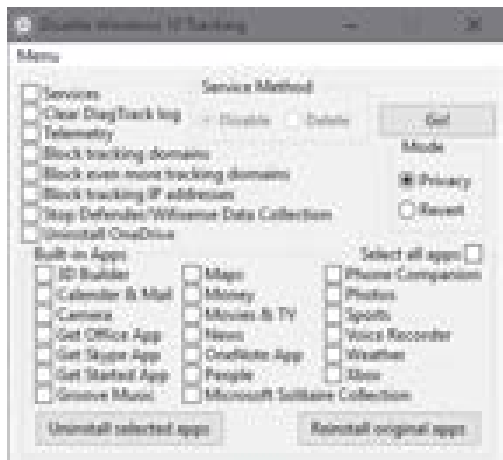 Disable Windows 10 Tracking
Menu
Services
Clear DiagTrack log
Telemetry
Block tracking domains
Block even more tracking domains
Block tracking IP addresses
Stop Defender/Wifisense Data Collection
Uninstall OneDrive
Service Method
Disable
Delete
Go!
Mode
Privacy
Revert
Built-in Apps
Select all apps
3D Builder
Calender & Mail
Camera
Get Office App
Get Skype App
Get Started App
Groove Music
Maps
Money
Movies & TV
News
OneNote App
People
Microsoft Solitaire Collection
Phone Companion
Photos
Sports
Voice Recorder
Weather
Xbox
Uninstall selected apps
Reinstall original apps